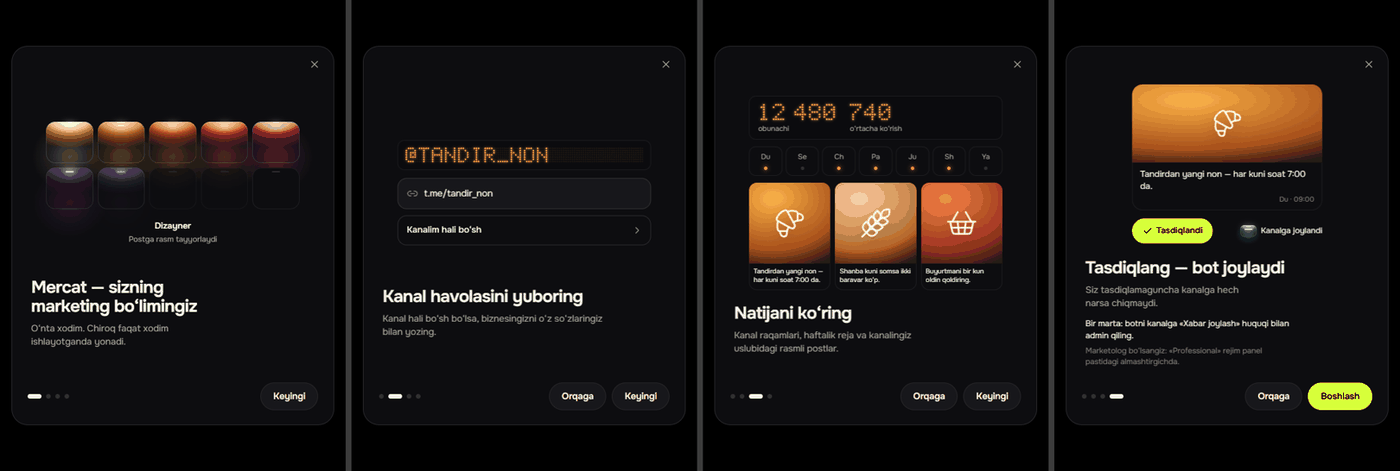 Dizayner
Postga rasm tayyorlaydi
Mercat — sizning
marketing bo‘limingiz
O‘nta xodim. Chiroq faqat xodim
ishlayotganda yonadi.
Keyingi
@TANDIR_NON
t.me/tandir_non
Kanalim hali bo‘sh
Kanal havolasini yuboring
Kanal hali bo‘sh bo‘lsa, biznesingizni o‘z so‘zlaringiz
bilan yozing.
Orqaga
Keyingi
12 480 740
obunachi o‘rtacha ko‘rish
Du Se Ch Pa Ju Sh Ya
Tandirdan yangi non —
har kuni soat 7:00 da.
Shanba kuni somsa ikki
baravar ko‘p.
Buyurtmani bir kun
oldin qoldiring.
Natijani ko‘ring
Kanal raqamlari, haftalik reja va kanalingiz
uslubidagi rasmli postlar.
Orqaga
Keyingi
Tandirdan yangi non — har kuni soat 7:00
da.
Du · 09:00
Tasdiqlandi
Kanalga joylandi
Tasdiqlang — bot joylaydi
Siz tasdiqlamaguncha kanalga hech
narsa chiqmaydi.
Bir marta: botni kanalga «Xabar joylash» huquqi bilan
admin qiling.
Marketolog bo‘lsangiz: «Professional» rejim panel
pastidagi almashtirgichda.
Orqaga
Boshlash